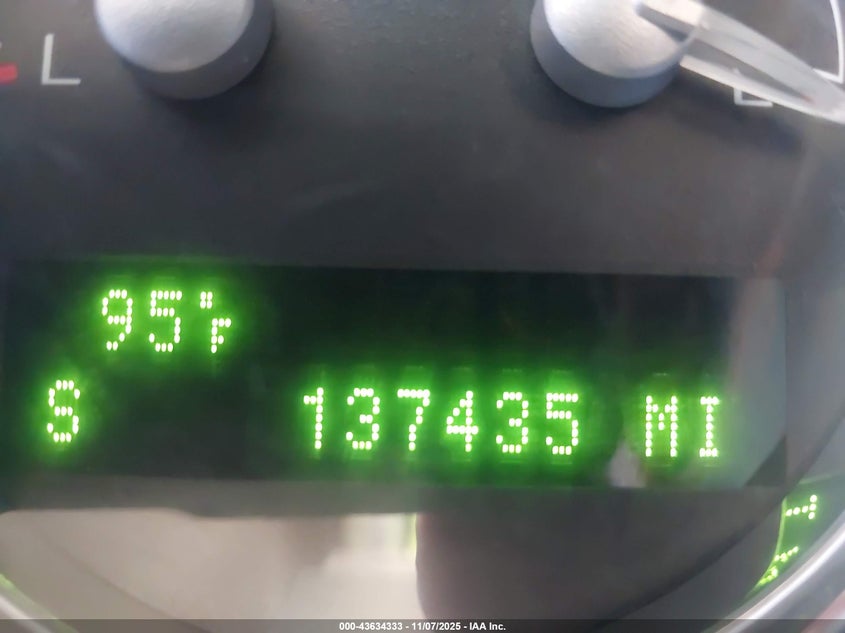 L
E
95°F
S 137435 MI
000-43634333 - 11/07/2025 - IAA Inc.